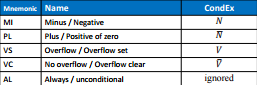 Mnemonic Name CondEx
MI Minus / Negative N
PL Plus / Positive of zero N̅
VS Overflow / Overflow set V
VC No overflow / Overflow clear V̅
AL Always / unconditional ignored